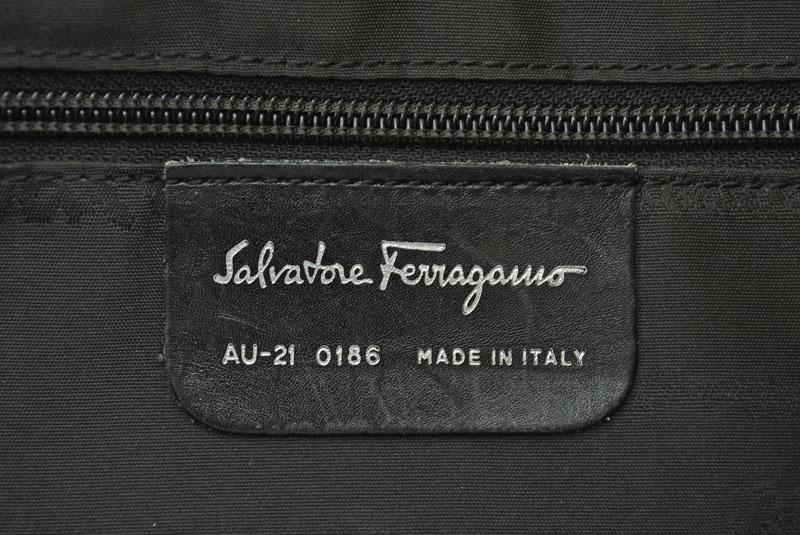 Salvatore Ferragamo
AU-21 0186 MADE IN ITALY